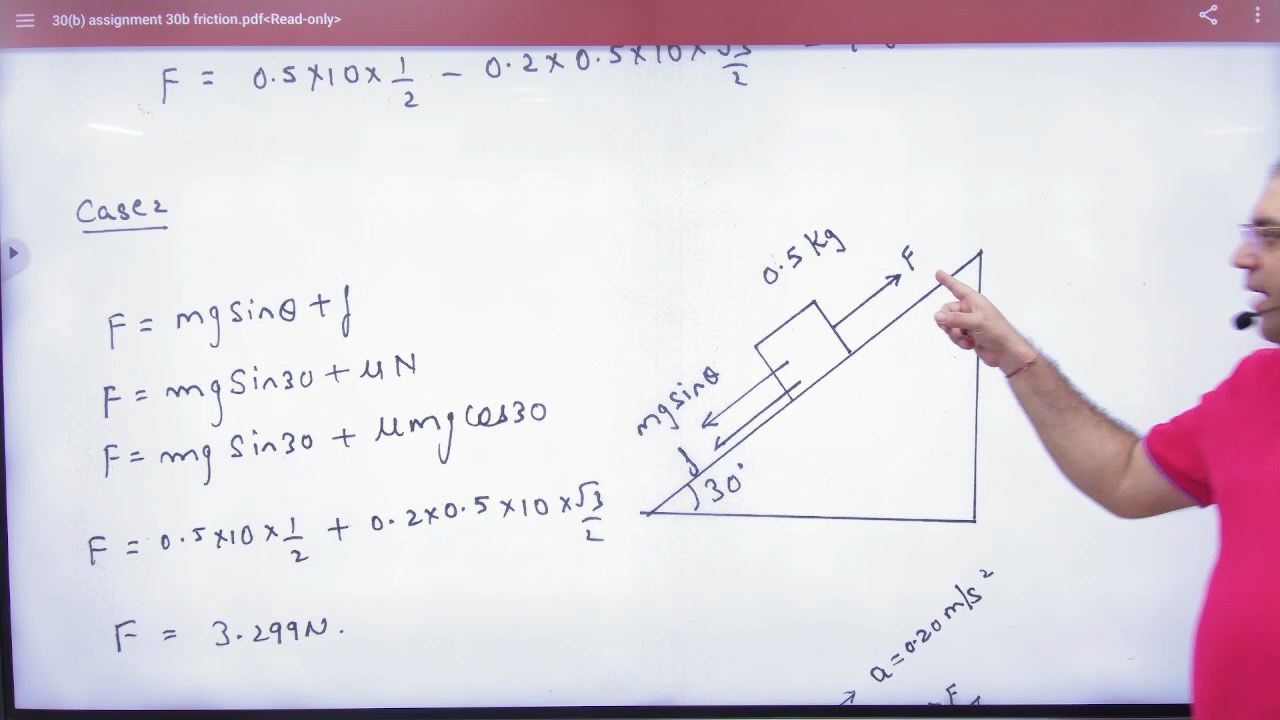 30(b) assignment 30b friction.pdf<Read-only>
F = 0.5×10×1/2 − 0.2×0.5×10×√3/2
Case 2
F = mg sinθ + f
F = mg Sin30 + μN
F = mg Sin30 + μmg Cos30
F = 0.5×10×1/2 + 0.2×0.5×10×√3/2
F = 3.299N.
0.5 Kg
F
mg sinθ
f
30°
a = 0.20 m/s²
F